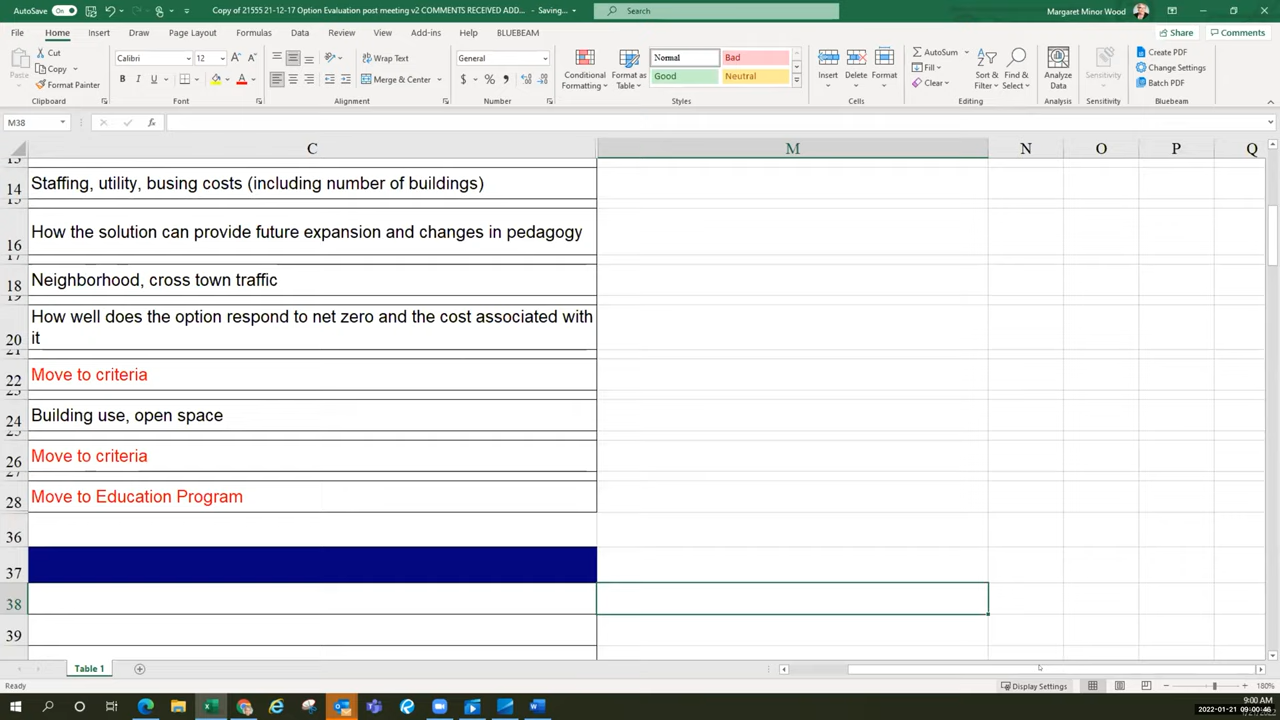 AutoSave On Copy of 21555 21-12-17 Option Evaluation post meeting v2 COMMENTS RECEIVED ADD... - Saving... Search Margaret Minor Wood
File Home Insert Draw Page Layout Formulas Data Review View Add-ins Help BLUEBEAM Share Comments
Paste Cut Copy Format Painter Clipboard
Calibri 12 B I U Font
Wrap Text Merge & Center Alignment
General $ % Number
Conditional Formatting Format as Table Normal Bad Good Neutral Styles
Insert Delete Format Cells
AutoSum Fill Clear Sort & Filter Find & Select Editing
Analyze Data Analysis
Sensitivity Sensitivity
Create PDF Change Settings Batch PDF Bluebeam
M38 fx
C M N O P Q
14 Staffing, utility, busing costs (including number of buildings)
16 How the solution can provide future expansion and changes in pedagogy
18 Neighborhood, cross town traffic
20 How well does the option respond to net zero and the cost associated with
it
22 Move to criteria
24 Building use, open space
26 Move to criteria
28 Move to Education Program
36
37
38
39
Table 1
Ready Display Settings 180%
9:00 AM
2022-01-21 09:00:46